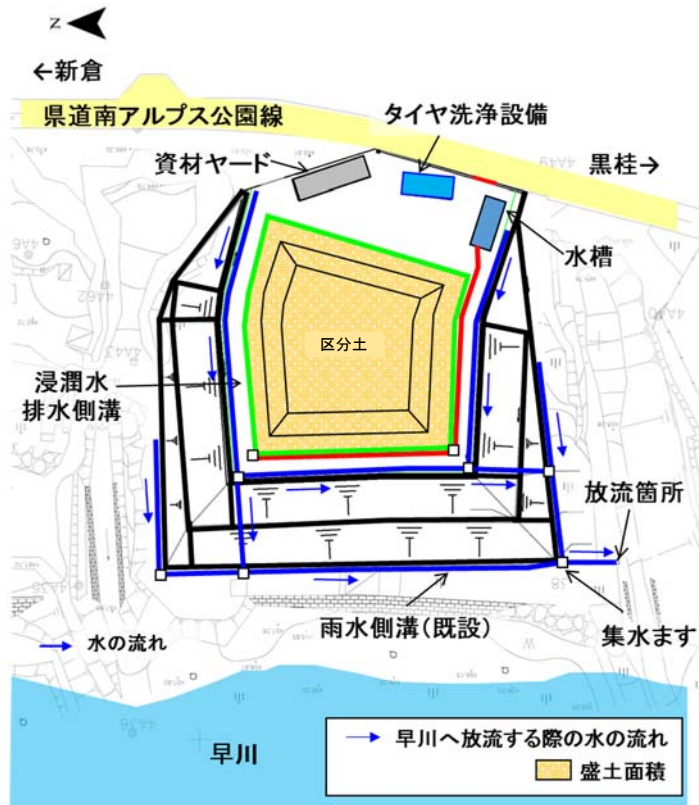 Z
←新倉
県道南アルプス公園線
タイヤ洗浄設備
資材ヤード
黒桂→
水槽
区分土
浸潤水
排水側溝
放流箇所
雨水側溝(既設)
集水ます
水の流れ
早川
早川へ放流する際の水の流れ
盛土面積